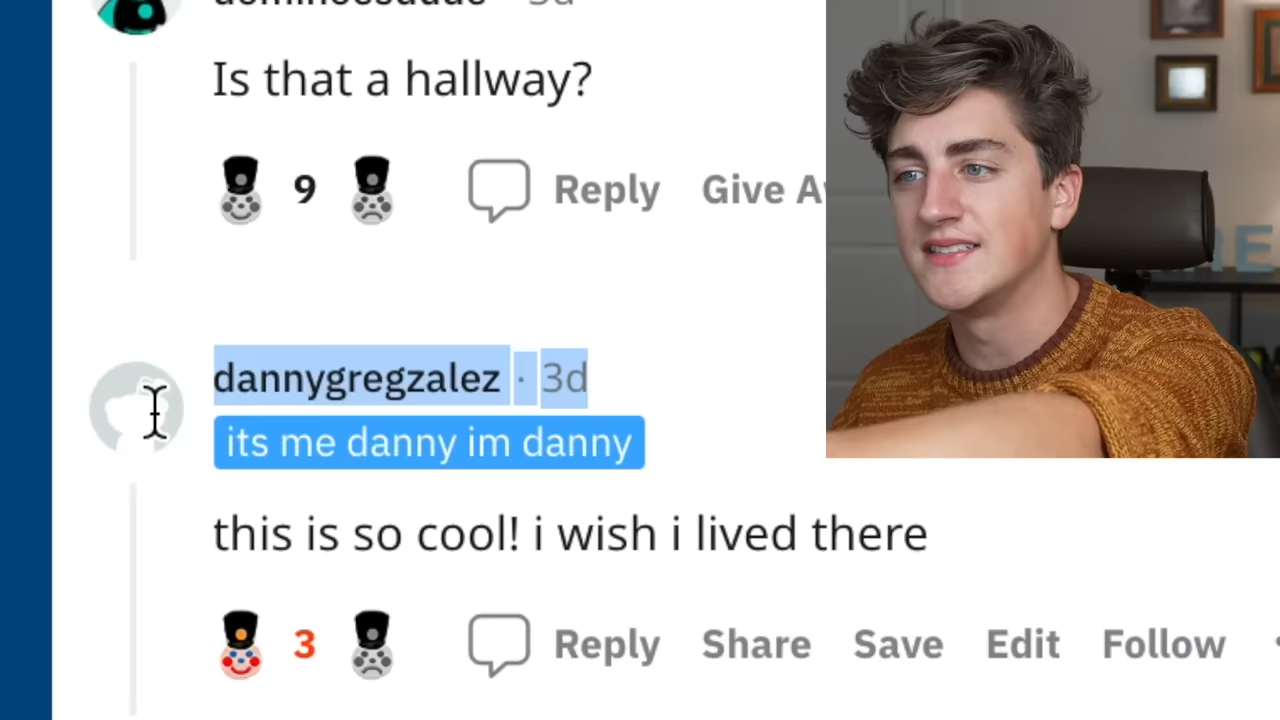 Is that a hallway?
9 Reply Give A
dannygregzalez · 3d
its me danny im danny
this is so cool! i wish i lived there
3 Reply Share Save Edit Follow